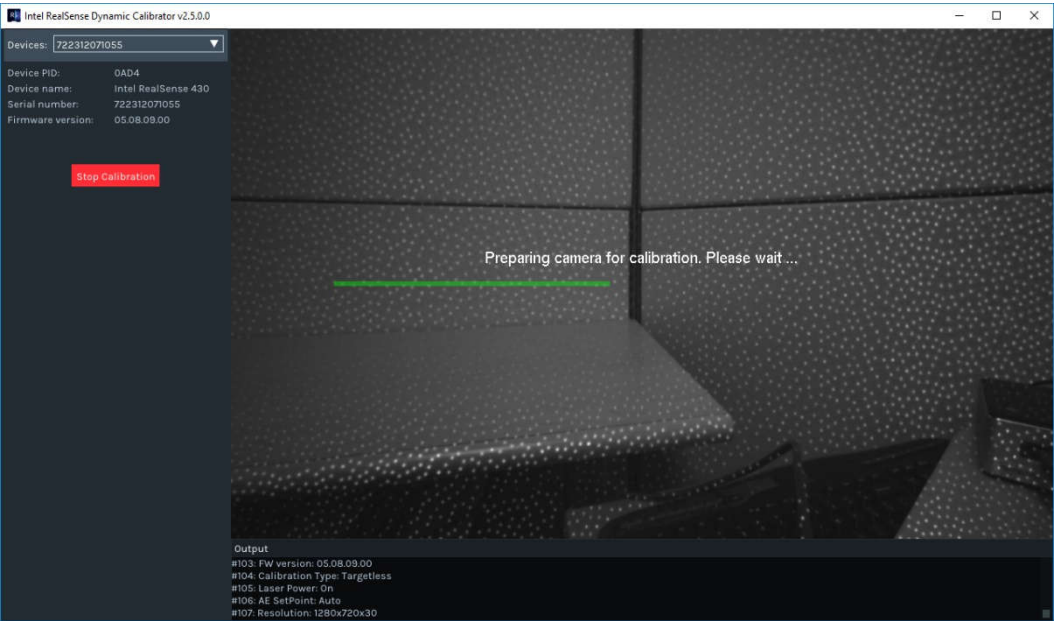 Intel RealSense Dynamic Calibrator v2.5.0.0
Devices: 722312071055
Device PID: 0AD4
Device name: Intel RealSense 430
Serial number: 722312071055
Firmware version: 05.08.09.00
Stop Calibration
Preparing camera for calibration. Please wait ...
Output
#103: FW version: 05.08.09.00
#104: Calibration Type: Targetless
#105: Laser Power: On
#106: AE SetPoint: Auto
#107: Resolution: 1280x720x30